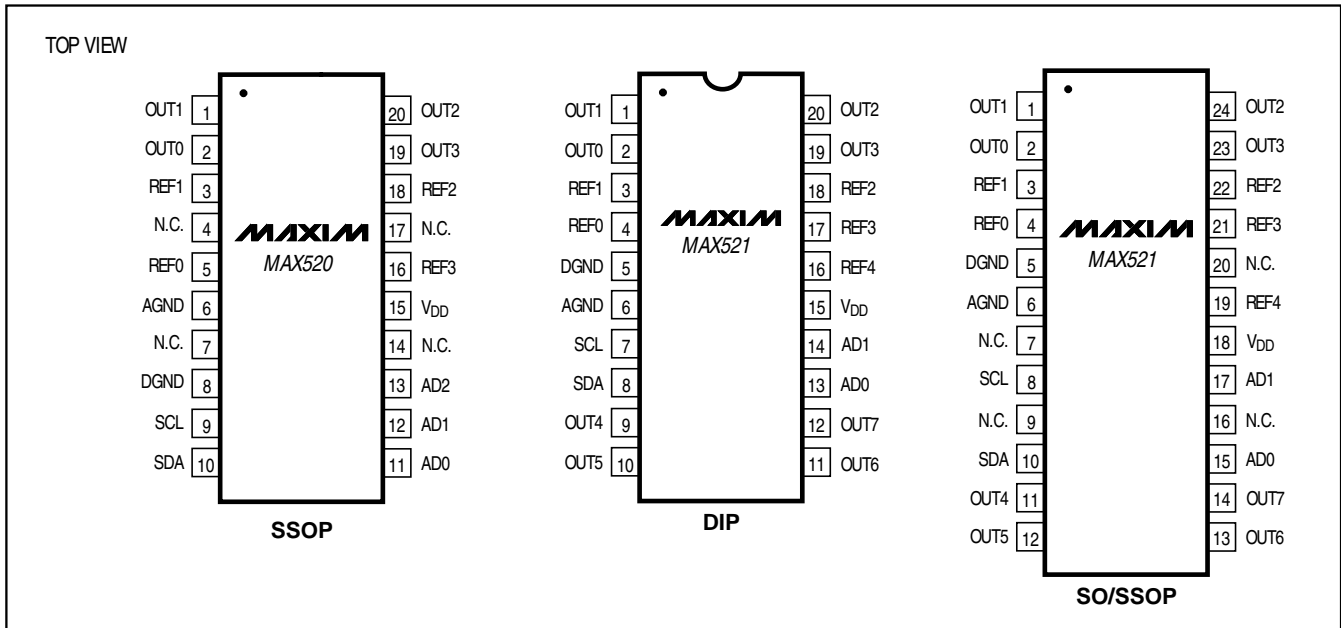 TOP VIEW
OUT1 1 20 OUT2
OUT0 2 19 OUT3
REF1 3 18 REF2
N.C. 4 17 N.C.
REF0 5 16 REF3
AGND 6 15 VDD
N.C. 7 14 N.C.
DGND 8 13 AD2
SCL 9 12 AD1
SDA 10 11 AD0
MAXIM
MAX520
SSOP
OUT1 1 20 OUT2
OUT0 2 19 OUT3
REF1 3 18 REF2
REF0 4 17 REF3
DGND 5 16 REF4
AGND 6 15 VDD
SCL 7 14 AD1
SDA 8 13 AD0
OUT4 9 12 OUT7
OUT5 10 11 OUT6
MAXIM
MAX521
DIP
OUT1 1 24 OUT2
OUT0 2 23 OUT3
REF1 3 22 REF2
REF0 4 21 REF3
DGND 5 20 N.C.
AGND 6 19 REF4
N.C. 7 18 VDD
SCL 8 17 AD1
N.C. 9 16 N.C.
SDA 10 15 AD0
OUT4 11 14 OUT7
OUT5 12 13 OUT6
MAXIM
MAX521
SO/SSOP